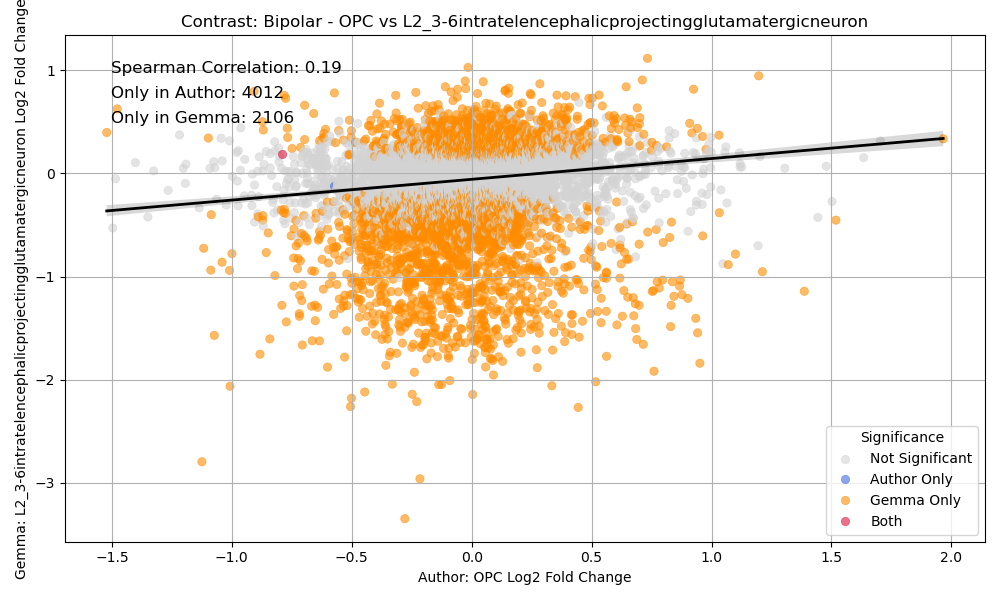 Contrast: Bipolar - OPC vs L2_3-6intratelencephalicprojectingglutamatergicneuron
Gemma: L2_3-6intratelencephalicprojectingglutamatergicneuron Log2 Fold Change
Spearman Correlation: 0.19
Only in Author: 4012
Only in Gemma: 2106
1
0
−1
−2
−3
Significance
Not Significant
Author Only
Gemma Only
Both
−1.5 −1.0 −0.5 0.0 0.5 1.0 1.5 2.0
Author: OPC Log2 Fold Change